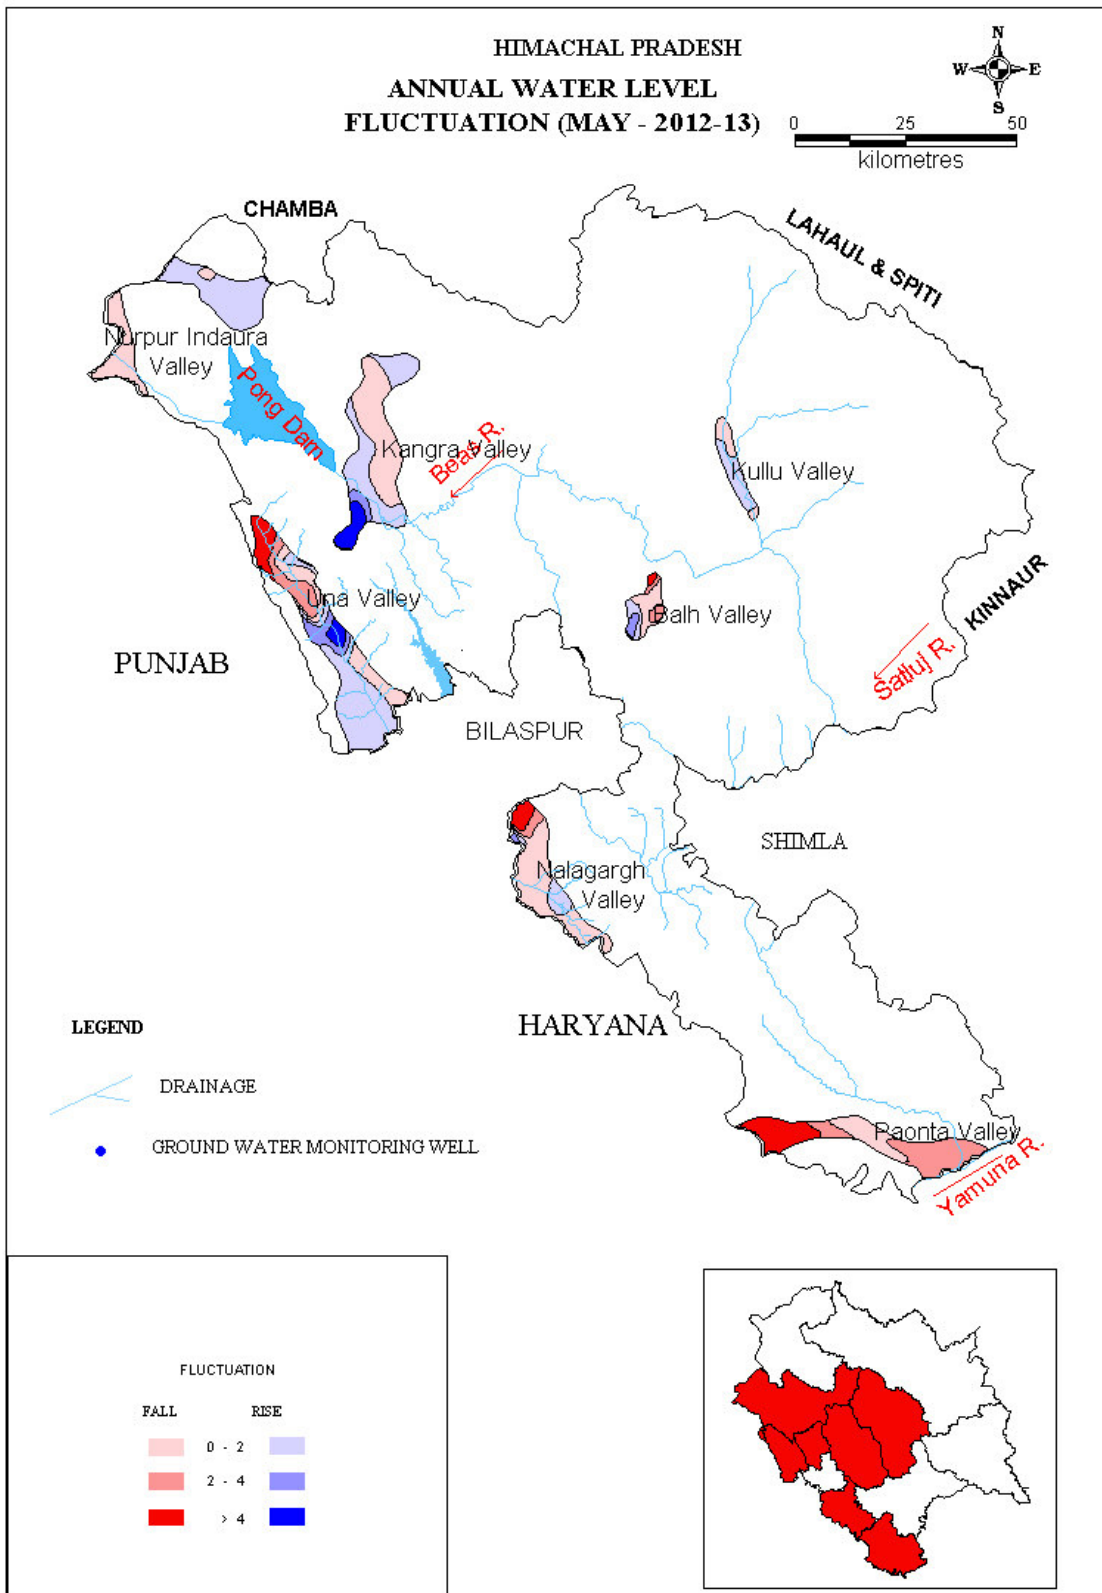 HIMACHAL PRADESH
ANNUAL WATER LEVEL
FLUCTUATION (MAY - 2012-13)
N
W E
S
0 25 50
kilometres
CHAMBA
LAHAUL & SPITI
Nurpur Indaura
Valley
Pong Dam
Kangra Valley
Beas R.
Kullu Valley
KINNAUR
Una Valley
Balh Valley
PUNJAB
Satluj R.
BILASPUR
SHIMLA
Nalagargh
Valley
HARYANA
LEGEND
DRAINAGE
Paonta Valley
GROUND WATER MONITORING WELL
Yamuna R.
FLUCTUATION
FALL RISE
0 - 2
2 - 4
> 4